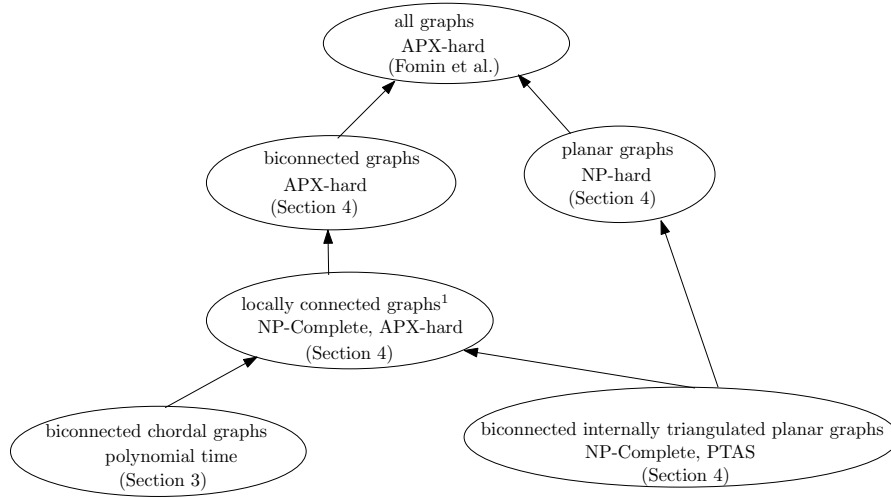 all graphs
APX-hard
(Fomin et al.)
biconnected graphs
APX-hard
(Section 4)
planar graphs
NP-hard
(Section 4)
locally connected graphs¹
NP-Complete, APX-hard
(Section 4)
biconnected chordal graphs
polynomial time
(Section 3)
biconnected internally triangulated planar graphs
NP-Complete, PTAS
(Section 4)